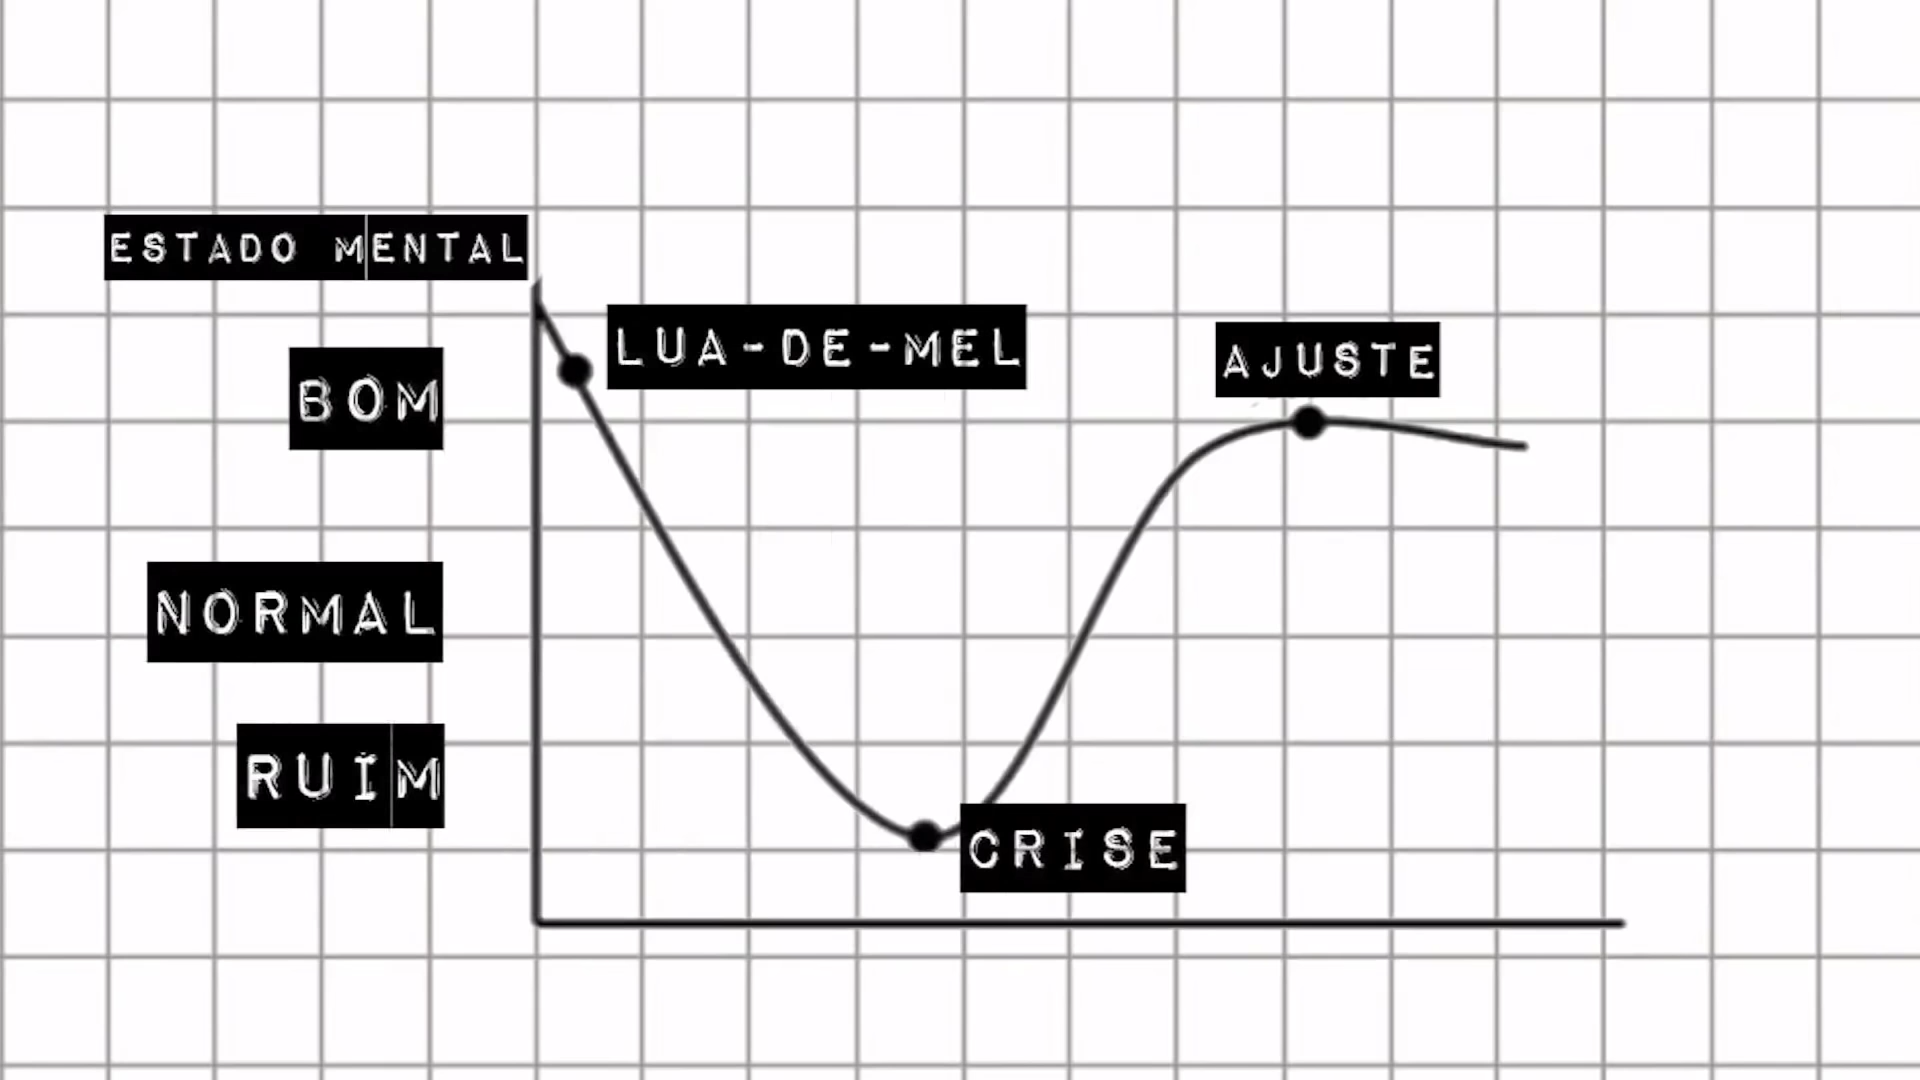 ESTADO MENTAL
LUA-DE-MEL
AJUSTE
BOM
NORMAL
RUIM
CRISE